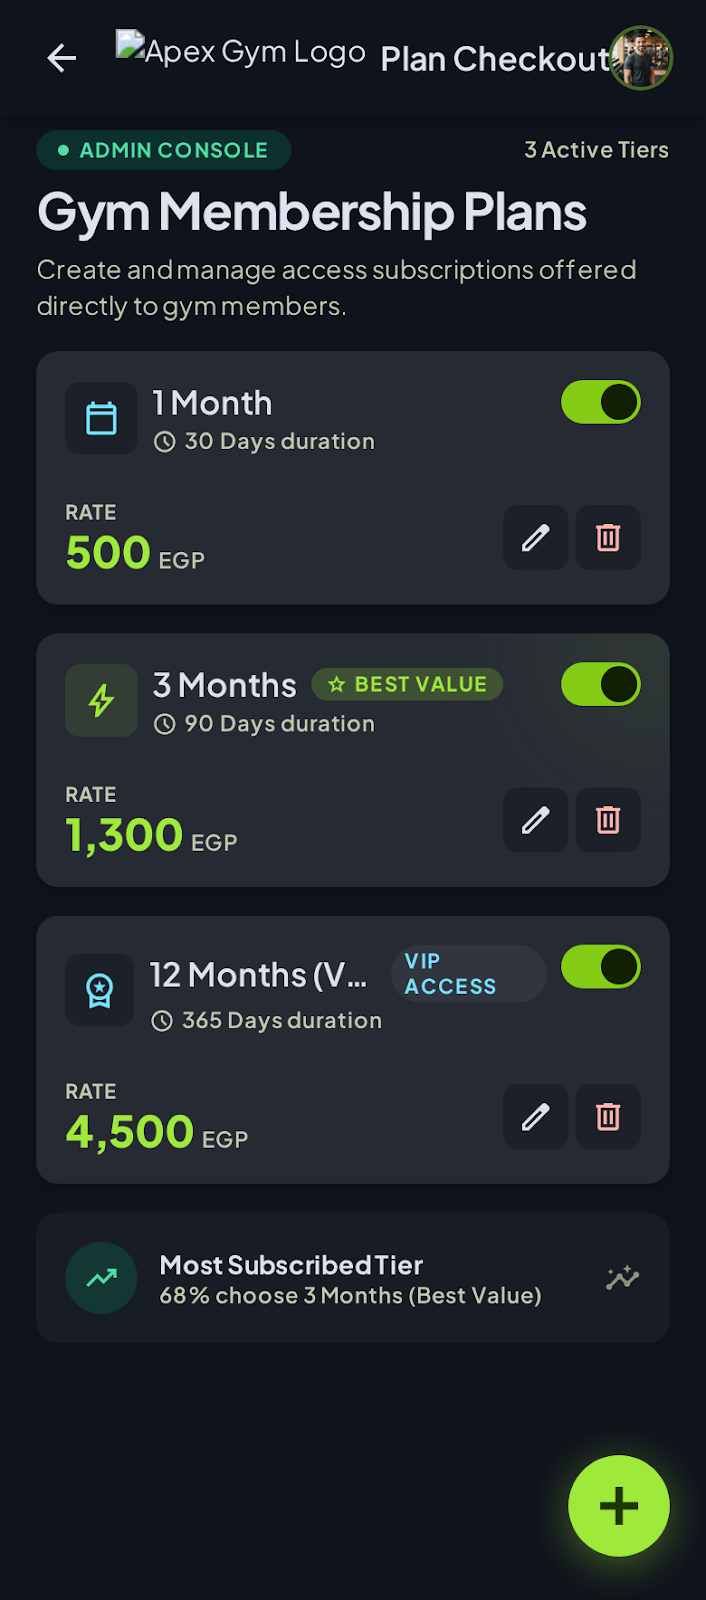 Apex Gym Logo Plan Checkout
ADMIN CONSOLE 3 Active Tiers
Gym Membership Plans
Create and manage access subscriptions offered
directly to gym members.
1 Month
30 Days duration
RATE
500 EGP
3 Months BEST VALUE
90 Days duration
RATE
1,300 EGP
12 Months (V... VIP ACCESS
365 Days duration
RATE
4,500 EGP
Most Subscribed Tier
68% choose 3 Months (Best Value)